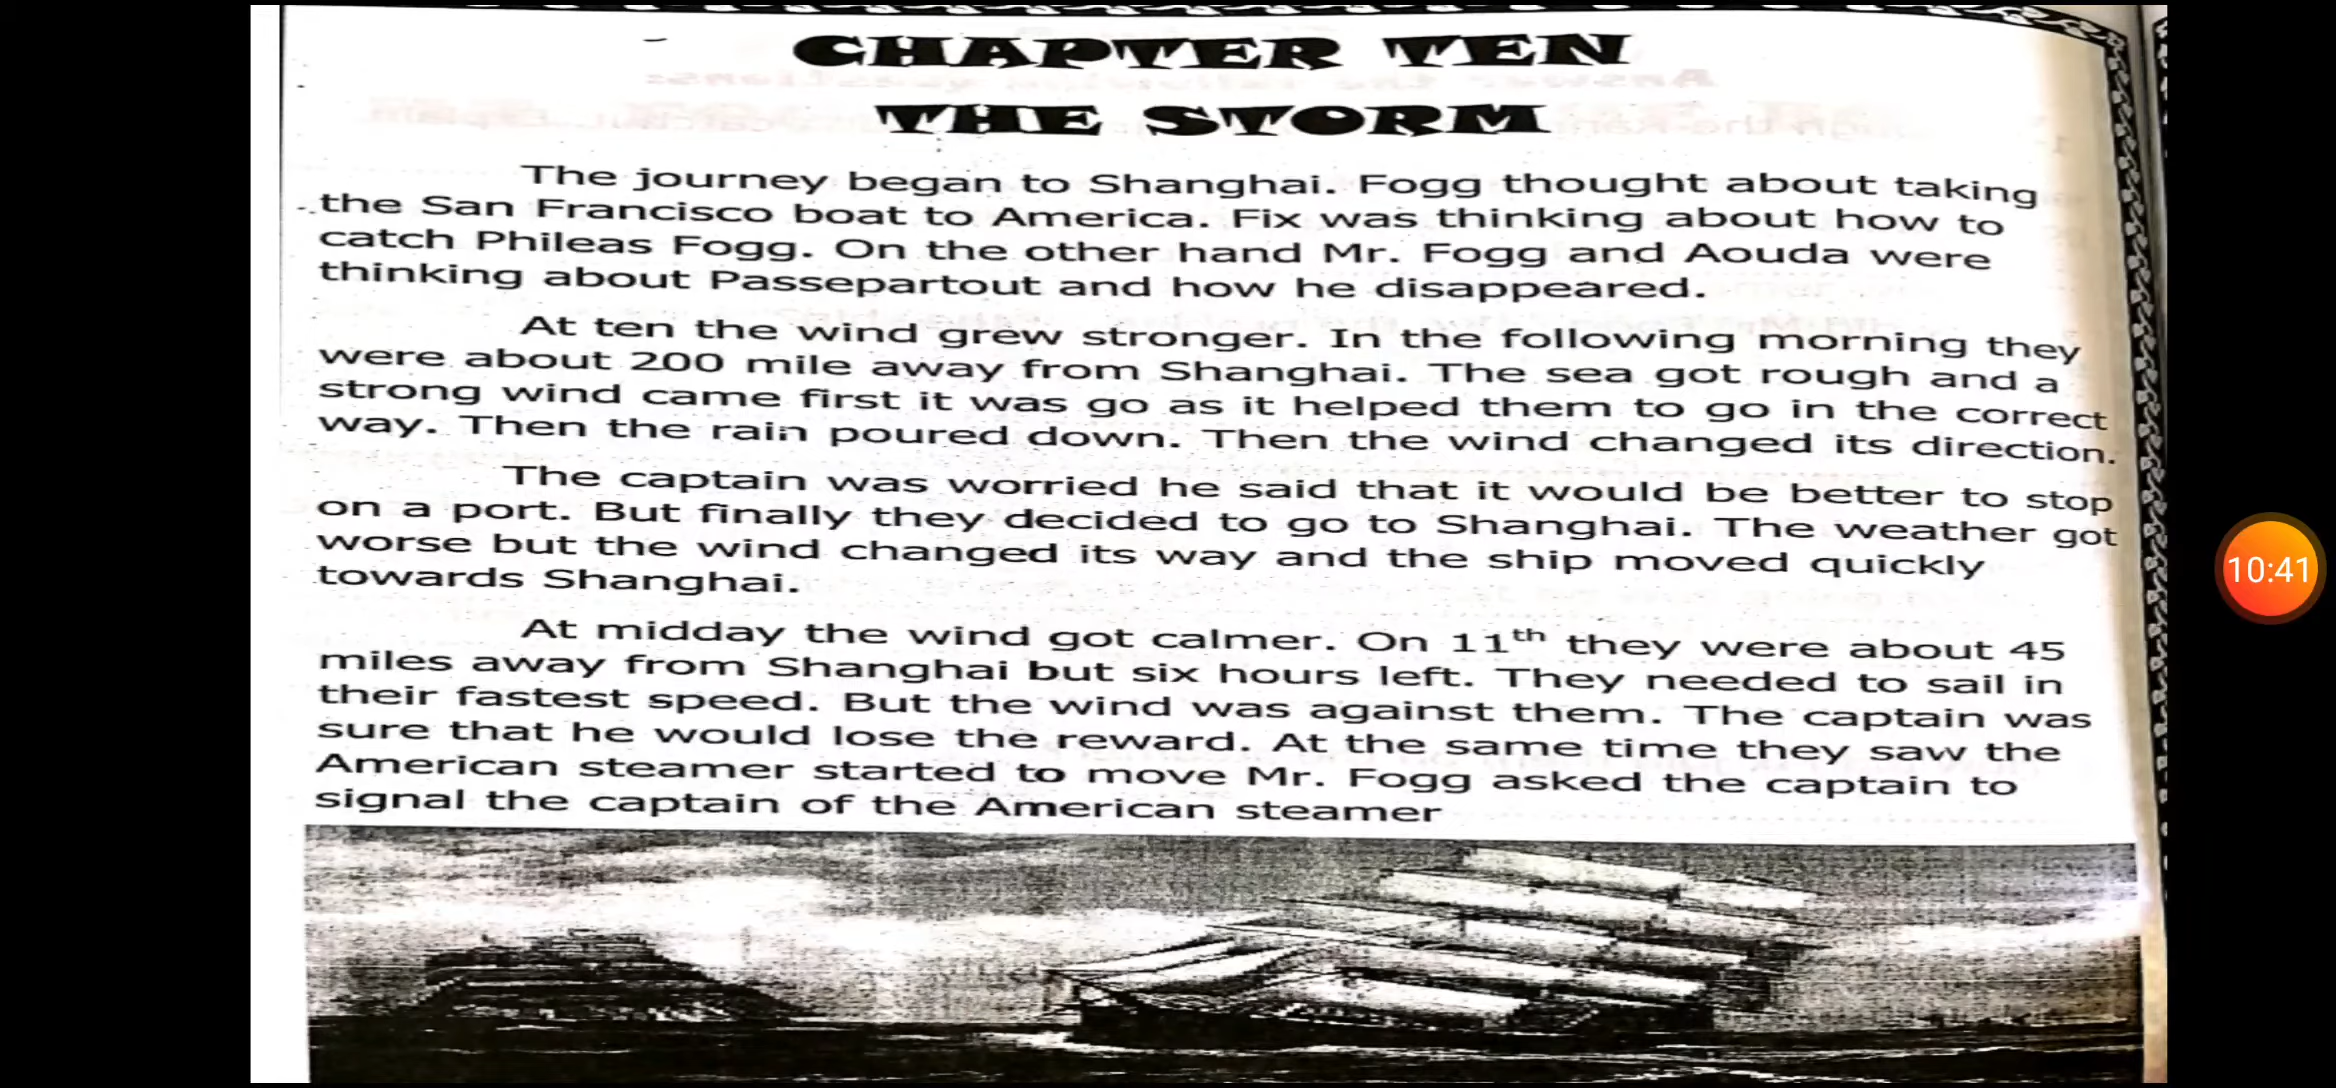 CHAPTER TEN
THE STORM
The journey began to Shanghai. Fogg thought about taking
the San Francisco boat to America. Fix was thinking about how to
catch Phileas Fogg. On the other hand Mr. Fogg and Aouda were
thinking about Passepartout and how he disappeared.
At ten the wind grew stronger. In the following morning they
were about 200 mile away from Shanghai. The sea got rough and a
strong wind came first it was go as it helped them to go in the correct
way. Then the rain poured down. Then the wind changed its direction.
The captain was worried he said that it would be better to stop
on a port. But finally they decided to go to Shanghai. The weather got
worse but the wind changed its way and the ship moved quickly
towards Shanghai.
At midday the wind got calmer. On 11th they were about 45
miles away from Shanghai but six hours left. They needed to sail in
their fastest speed. But the wind was against them. The captain was
sure that he would lose the reward. At the same time they saw the
American steamer started to move Mr. Fogg asked the captain to
signal the captain of the American steamer
10:41